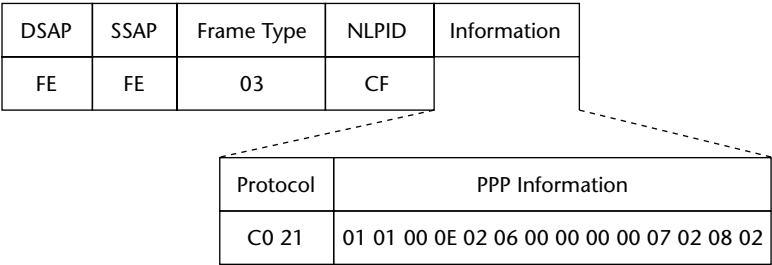 DSAP SSAP Frame Type NLPID Information
FE FE 03 CF
Protocol PPP Information
C0 21 01 01 00 0E 02 06 00 00 00 00 07 02 08 02